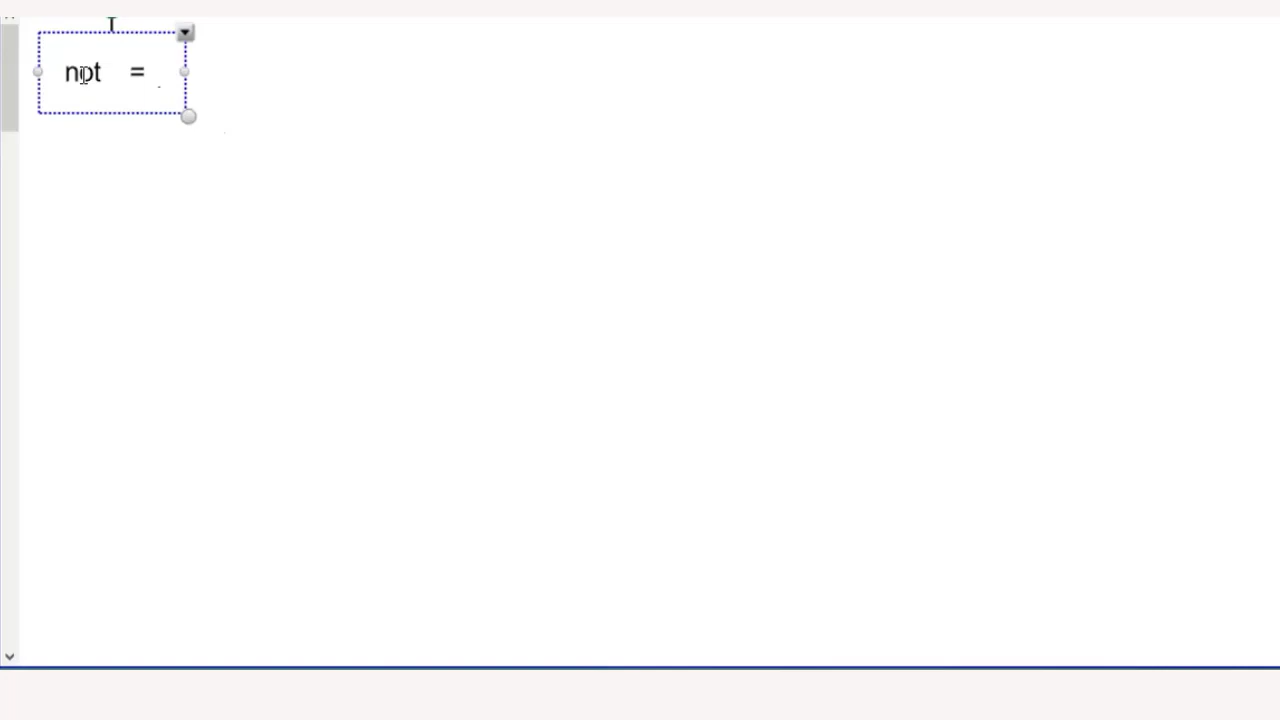 not =